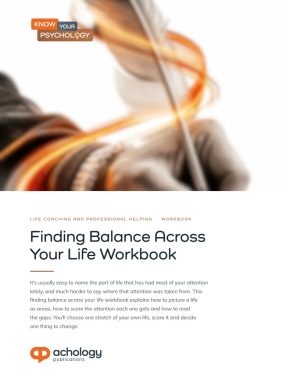 KNOW YOUR
PSYCHOLOGY
LIFE COACHING AND PROFESSIONAL HELPING · WORKBOOK
Finding Balance Across
Your Life Workbook
It's usually easy to name the part of life that has had most of your attention
lately, and much harder to say where that attention was taken from. This
finding balance across your life workbook explains how to picture a life
as areas, how to score the attention each one gets and how to read
the gaps. You'll choose one stretch of your own life, score it and decide
one thing to change.
achology
publications